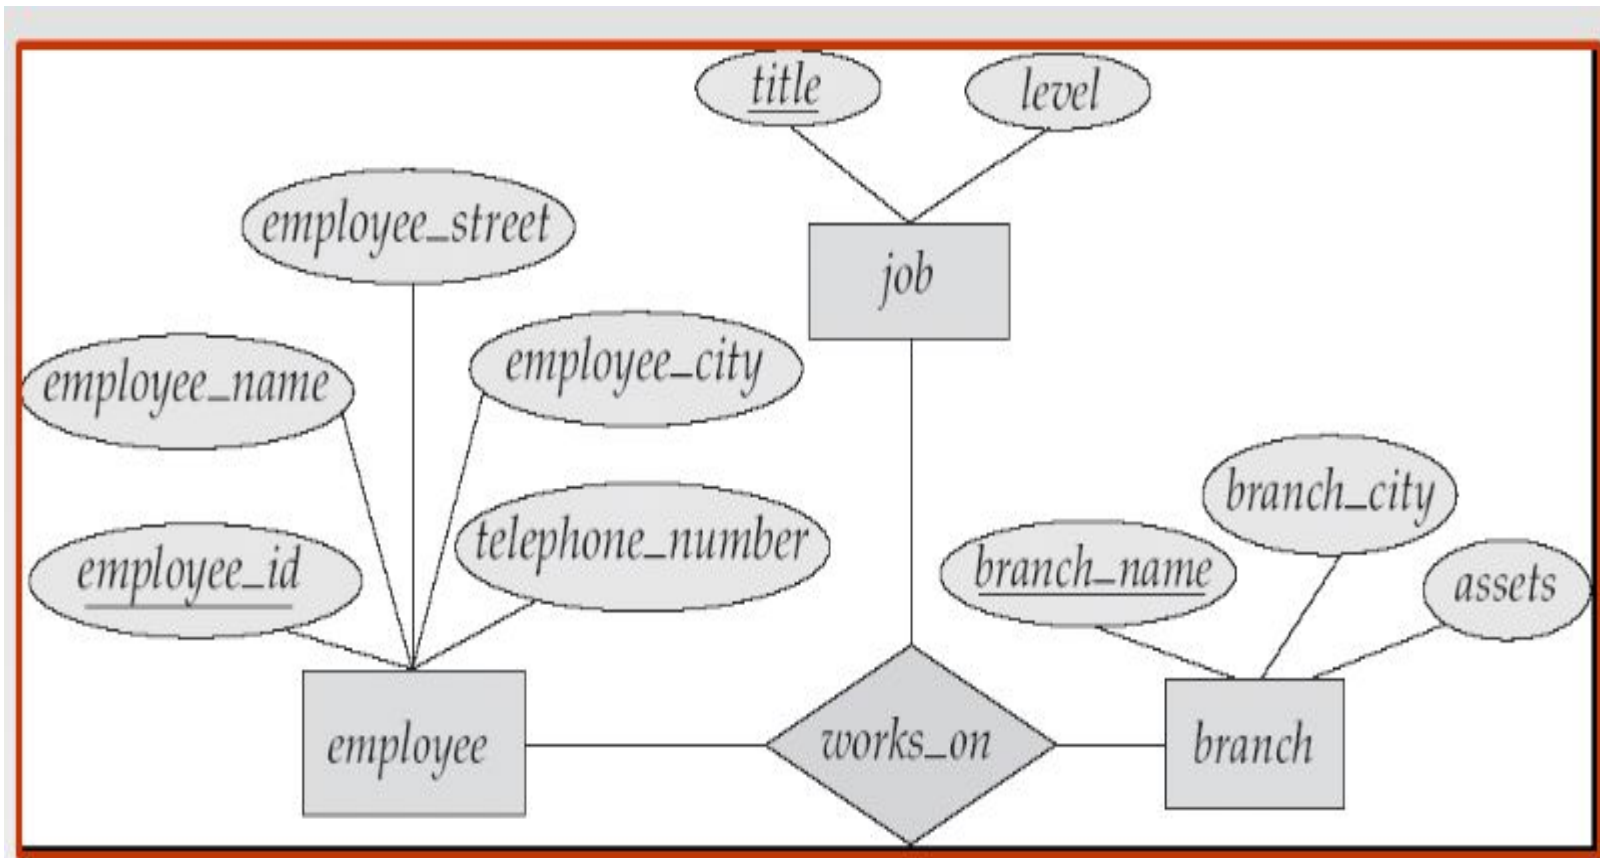 title
level
employee_street
job
employee_name
employee_city
branch_city
telephone_number
employee_id
branch_name
assets
employee
works_on
branch